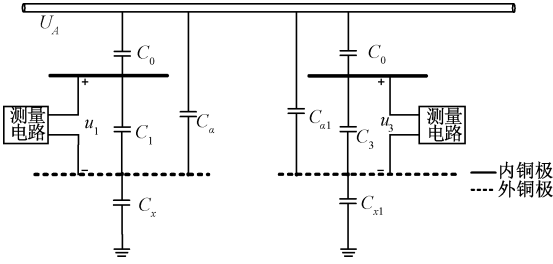 U_A
C_0
C_0
+
+
测量
电路
u_1
C_1
C_α
C_α1
C_3
u_3
测量
电路
−
−
C_x
C_x1
内铜极
外铜极